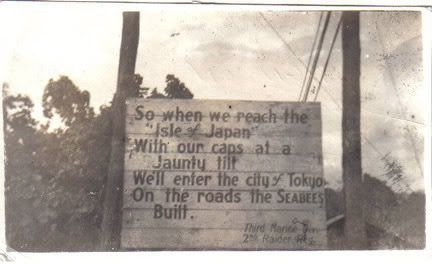 So when we reach the
"Isle of Japan"
With our caps at a
Jaunty tilt
We'll enter the city of Tokyo
On the roads the SEABEES
Built.
Third Marine Div.
2nd Raider Reg.